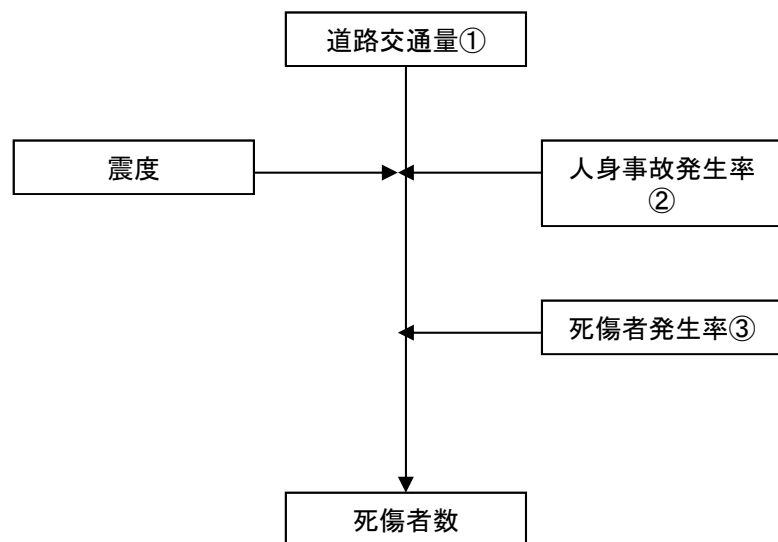 道路交通量①
震度
人身事故発生率
②
死傷者発生率③
死傷者数